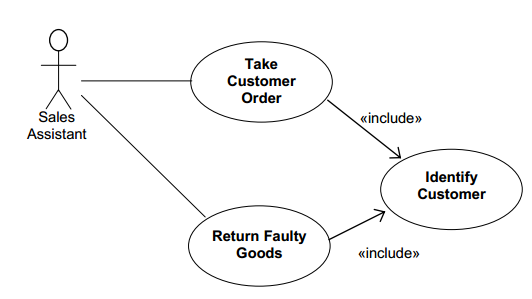 Take
Customer
Order
«include»
Sales
Assistant
Identify
Customer
Return Faulty
Goods
«include»